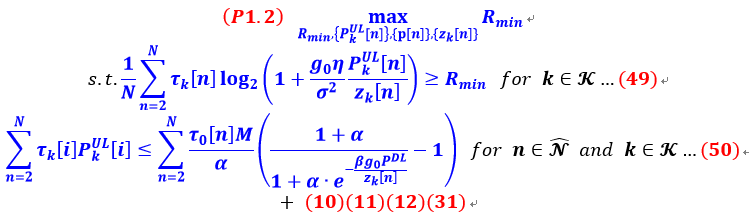 (P1.2) max R_min
R_min,{P_k^UL[n]},{p[n]},{z_k[n]}
s.t. 1/N ∑_{n=2}^{N} τ_k[n] log_2 (1 + (g_0 η / σ^2) (P_k^UL[n] / z_k[n])) ≥ R_min for k ∈ 𝒦 … (49)
∑_{n=2}^{N} τ_k[i] P_k^UL[i] ≤ ∑_{n=2}^{N} (τ_0[n] M / α) ((1 + α) / (1 + α · e^{−β g_0 P^DL / z_k[n]}) − 1) for n ∈ 𝒩̂ and k ∈ 𝒦 … (50)
+ (10)(11)(12)(31)